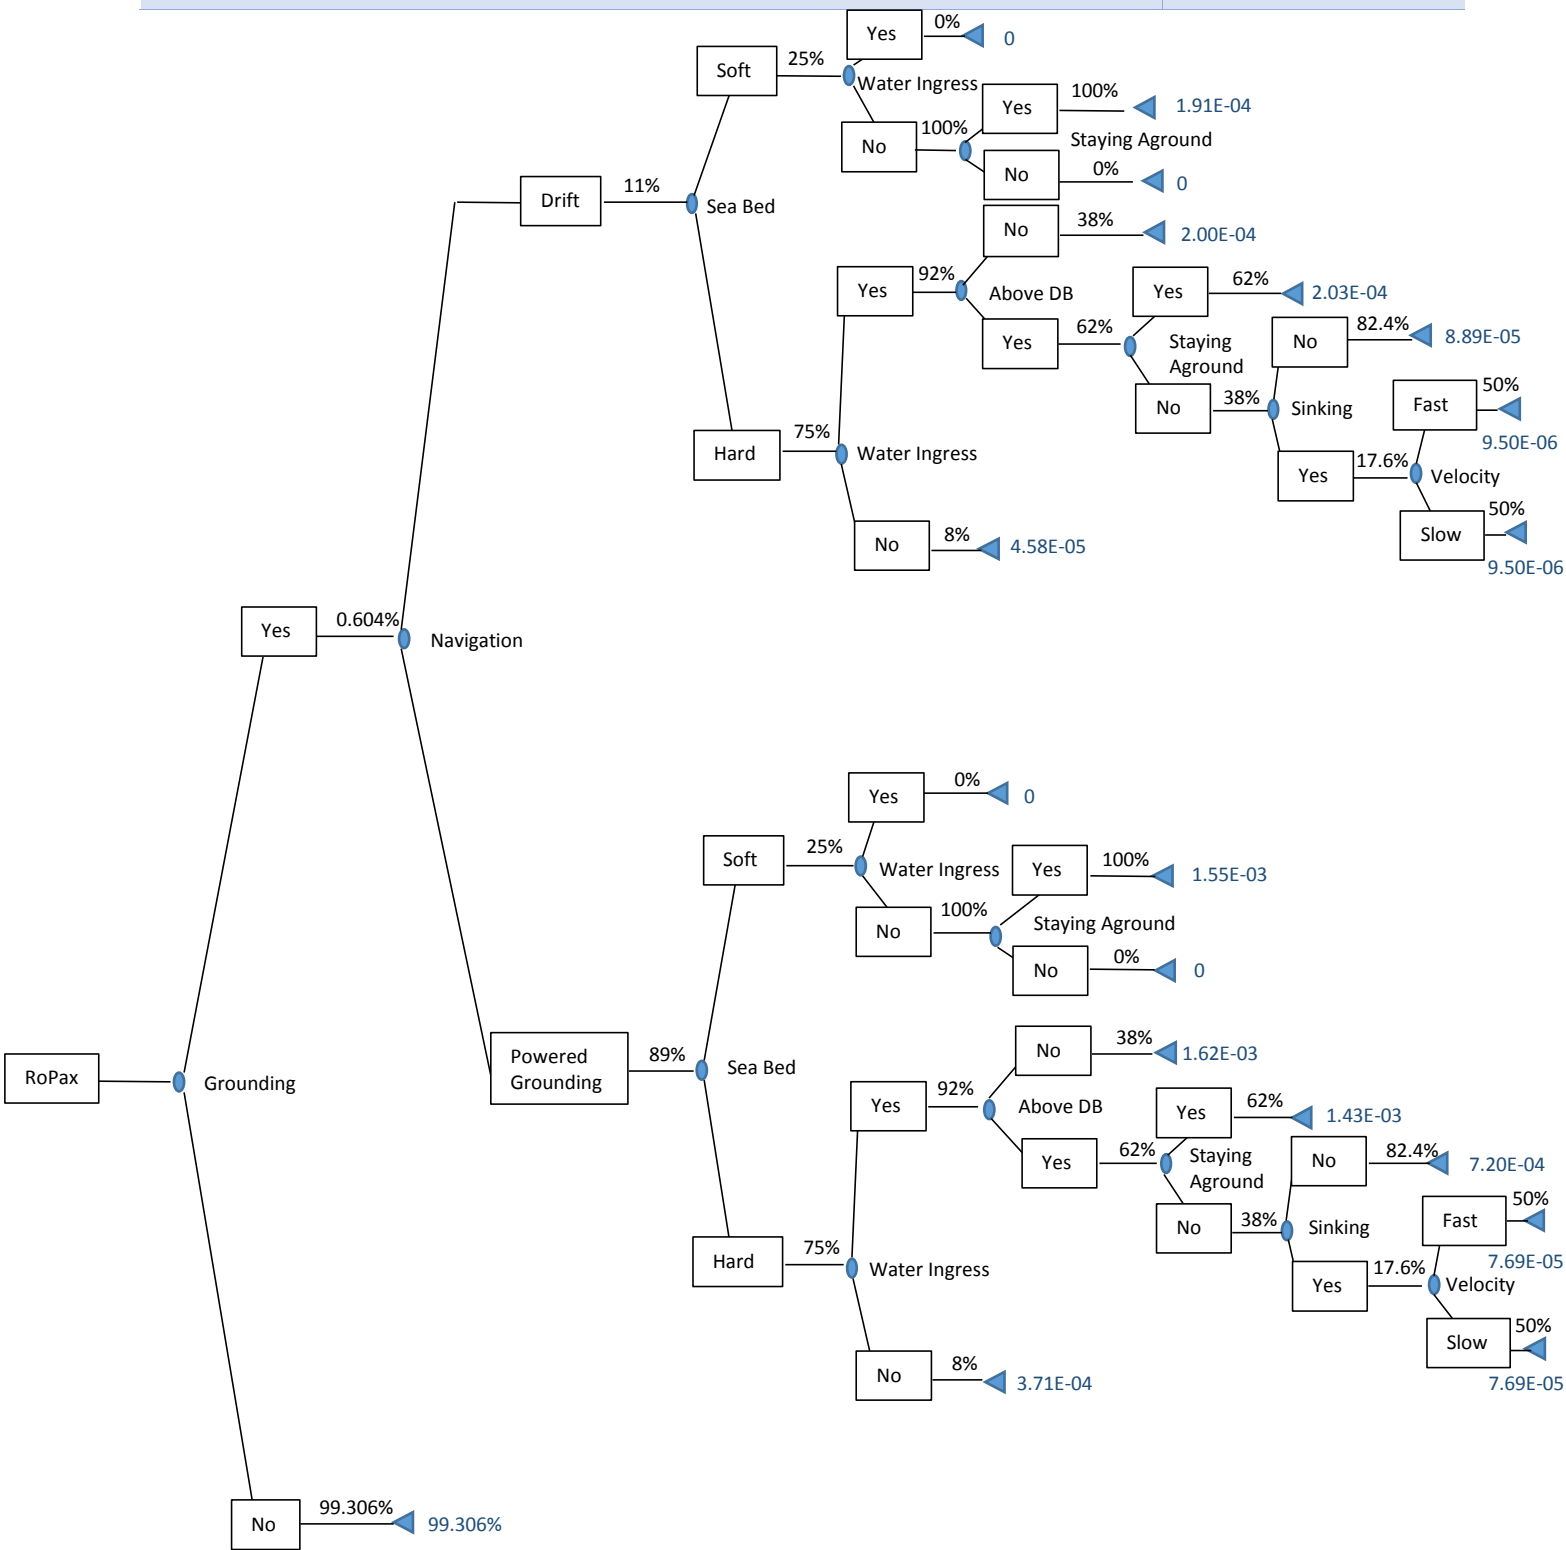 Yes 0% 0
Soft 25%
Water Ingress
Yes 100% 1.91E-04
No 100%
Staying Aground
No 0% 0
Drift 11%
Sea Bed
No 38% 2.00E-04
Yes 92%
Above DB
Yes 62% 2.03E-04
Yes 62%
Staying
Aground
No 82.4% 8.89E-05
No 38%
Sinking
Fast 50%
9.50E-06
Hard 75%
Water Ingress
Yes 17.6%
Velocity
Slow 50%
9.50E-06
No 8% 4.58E-05
Yes 0.604%
Navigation
Yes 0% 0
Soft 25%
Water Ingress
Yes 100% 1.55E-03
No 100%
Staying Aground
No 0% 0
Powered
Grounding
89%
Sea Bed
RoPax
Grounding
No 38% 1.62E-03
Yes 92%
Above DB
Yes 62% 1.43E-03
Yes 62%
Staying
Aground
No 82.4% 7.20E-04
No 38%
Sinking
Fast 50%
7.69E-05
Hard 75%
Water Ingress
Yes 17.6%
Velocity
Slow 50%
7.69E-05
No 8% 3.71E-04
No 99.306% 99.306%